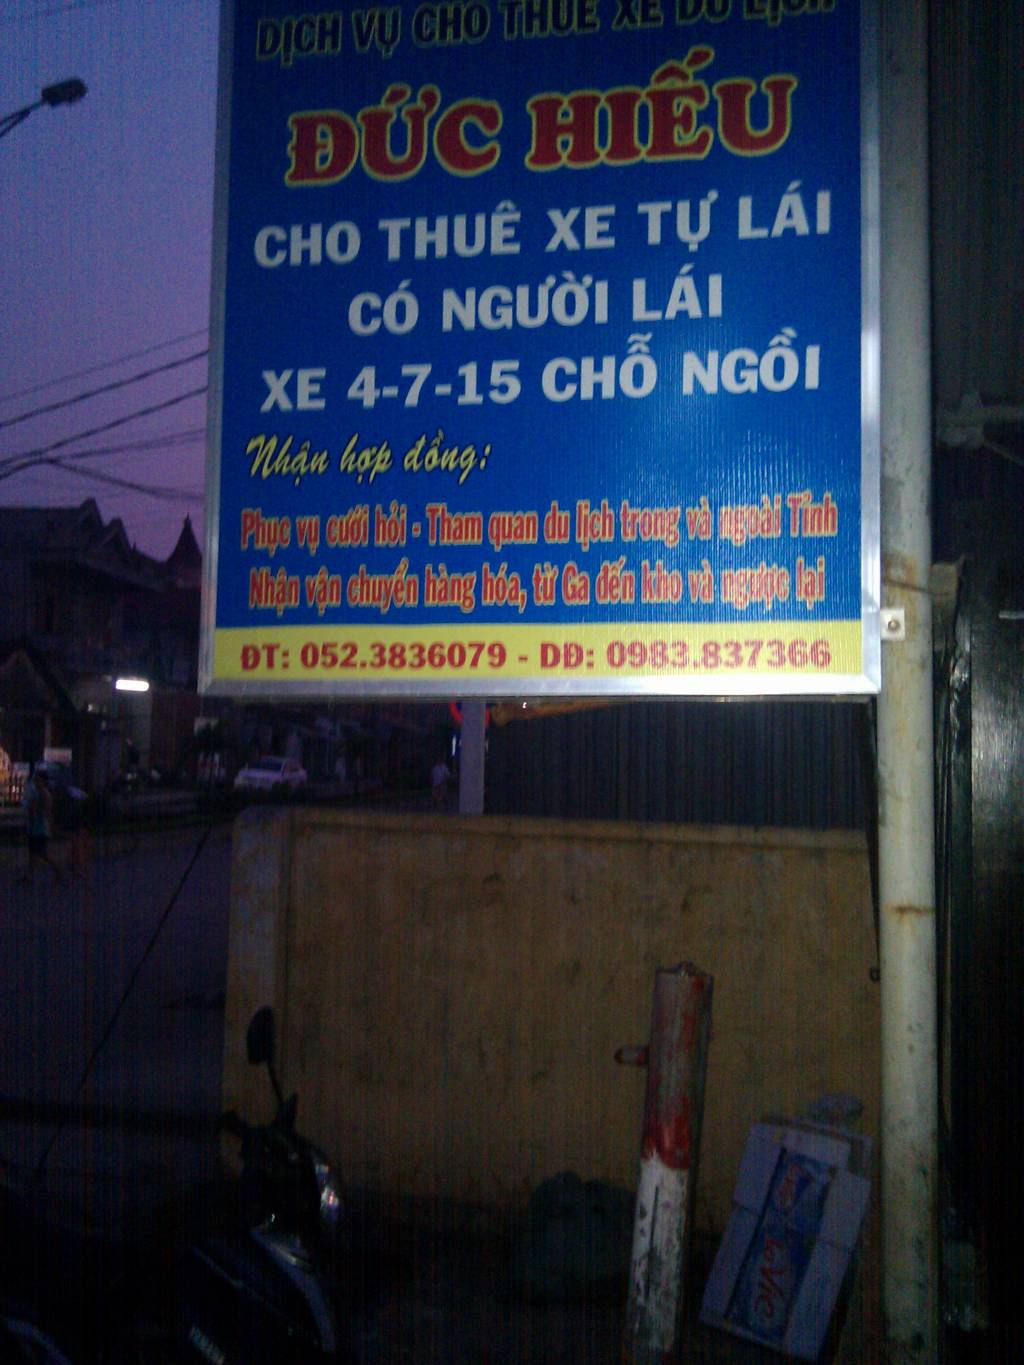 DỊCH VỤ CHO THUÊ XE DU LỊCH
ĐỨC HIẾU
CHO THUÊ XE TỰ LÁI
CÓ NGƯỜI LÁI
XE 4-7-15 CHỖ NGỒI
Nhận hợp đồng:
Phục vụ cưới hỏi - Tham quan du lịch trong và ngoài Tỉnh
Nhận vận chuyển hàng hóa, từ Ga đến kho và ngược lại
ĐT: 052.3836079 - DĐ: 0983.837366
LaVie